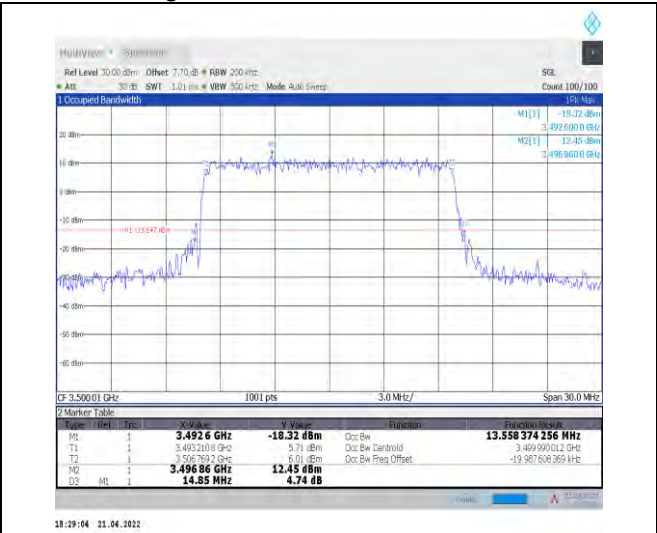 MultiView Spectrum
Ref Level 30.00 dBm Offset 7.70 dB RBW 200 kHz SGL
Att 30 dB SWT 1.01 ms VBW 500 kHz Mode Auto Sweep Count 100/100
1 Occupied Bandwidth 1Pk Max
M1[1] -18.32 dBm
3.492600 0 GHz
M2[1] 12.45 dBm
3.496 860 0 GHz
20 dBm
10 dBm
0 dBm
-10 dBm
-20 dBm
-40 dBm
-50 dBm
-60 dBm
CF 3.500 01 GHz 1001 pts 3.0 MHz/ Span 30.0 MHz
2 Marker Table
Type Ref Trc X-Value Y-Value Function Function Result
M1 1 3.492 6 GHz -18.32 dBm Occ Bw 13.558 374 256 MHz
T1 1 3.493210 8 GHz 5.71 dBm Occ Bw Centroid 3.499 990 012 GHz
T2 1 3.506 769 2 GHz 6.01 dBm Occ Bw Freq Offset -19.987 608 369 kHz
M2 1 3.496 86 GHz 12.45 dBm
D3 M1 1 14.85 MHz 4.74 dB
18:29:04 21.04.2022